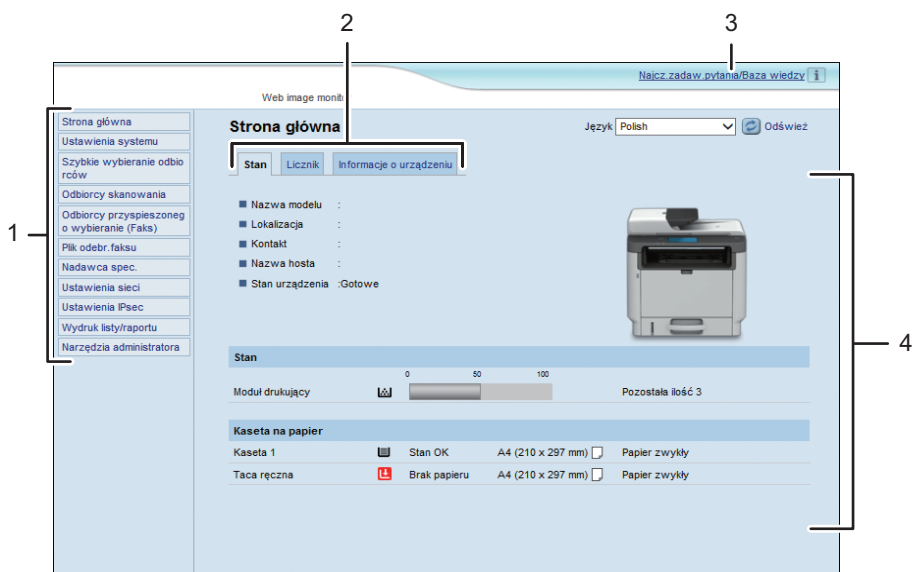 2
3
Najcz.zadaw.pytania/Baza wiedzy
Web image monito
1
Strona główna
Ustawienia systemu
Szybkie wybieranie odbio
rców
Odbiorcy skanowania
Odbiorcy przyspieszoneg
o wybieranie (Faks)
Plik odebr.faksu
Nadawca spec.
Ustawienia sieci
Ustawienia IPsec
Wydruk listy/raportu
Narzędzia administratora
Strona główna
Język Polish Odśwież
Stan Licznik Informacje o urządzeniu
Nazwa modelu :
Lokalizacja :
Kontakt :
Nazwa hosta :
Stan urządzenia :Gotowe
4
Stan
0 50 100
Moduł drukujący Pozostała ilość 3
Kaseta na papier
Kaseta 1 Stan OK A4 (210 x 297 mm) Papier zwykły
Taca ręczna Brak papieru A4 (210 x 297 mm) Papier zwykły